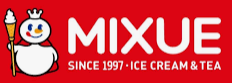 MIXUE
SINCE 1997 · ICE CREAM & TEA